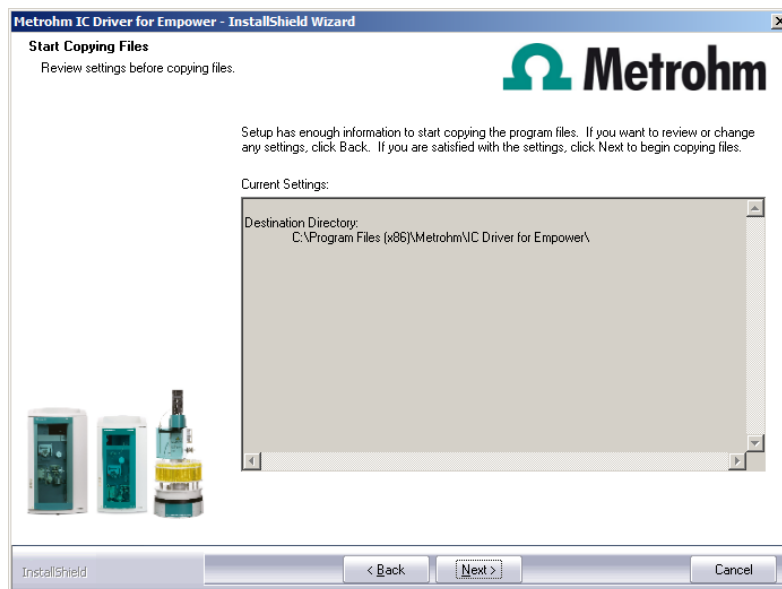 Metrohm IC Driver for Empower - InstallShield Wizard
Start Copying Files
Review settings before copying files.
Metrohm
Setup has enough information to start copying the program files. If you want to review or change
any settings, click Back. If you are satisfied with the settings, click Next to begin copying files.
Current Settings:
Destination Directory:
C:\Program Files (x86)\Metrohm\IC Driver for Empower\
InstallShield
< Back
Next >
Cancel